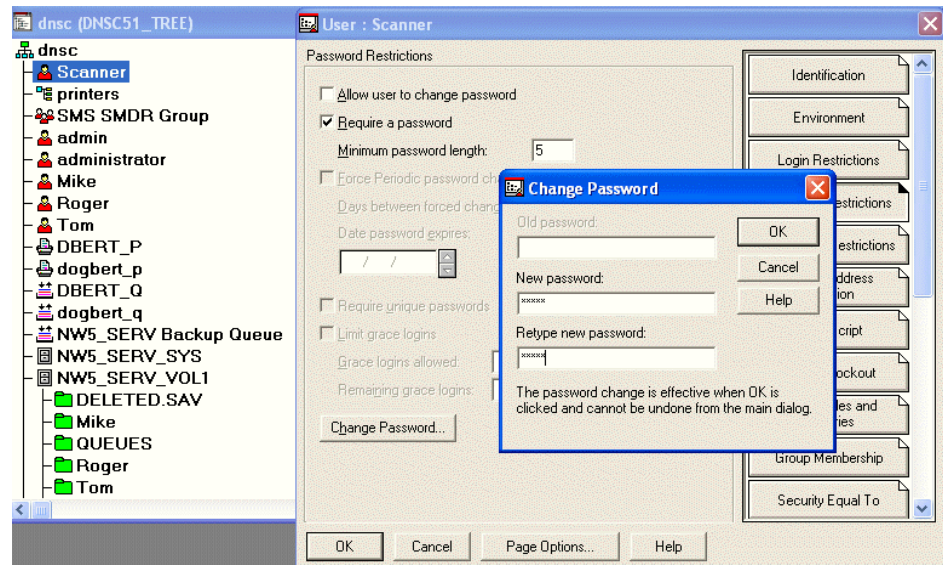 dnsc (DNSC51_TREE)
dnsc
Scanner
printers
SMS SMDR Group
admin
administrator
Mike
Roger
Tom
DBERT_P
dogbert_p
DBERT_Q
dogbert_q
NW5_SERV Backup Queue
NW5_SERV_SYS
NW5_SERV_VOL1
DELETED.SAV
Mike
QUEUES
Roger
Tom
User : Scanner
Password Restrictions
Allow user to change password
Require a password
Minimum password length: 5
Force Periodic password ch
Days between forced chang
Date password expires:
/ /
Require unique passwords
Limit grace logins
Grace logins allowed:
Remaining grace logins:
Change Password...
OK Cancel Page Options... Help
Identification
Environment
Login Restrictions
estrictions
estrictions
ddress
ion
cript
ockout
les and
ies
Group Membership
Security Equal To
Change Password
Old password:
New password:
×××××
Retype new password:
×××××
The password change is effective when OK is
clicked and cannot be undone from the main dialog.
OK
Cancel
Help